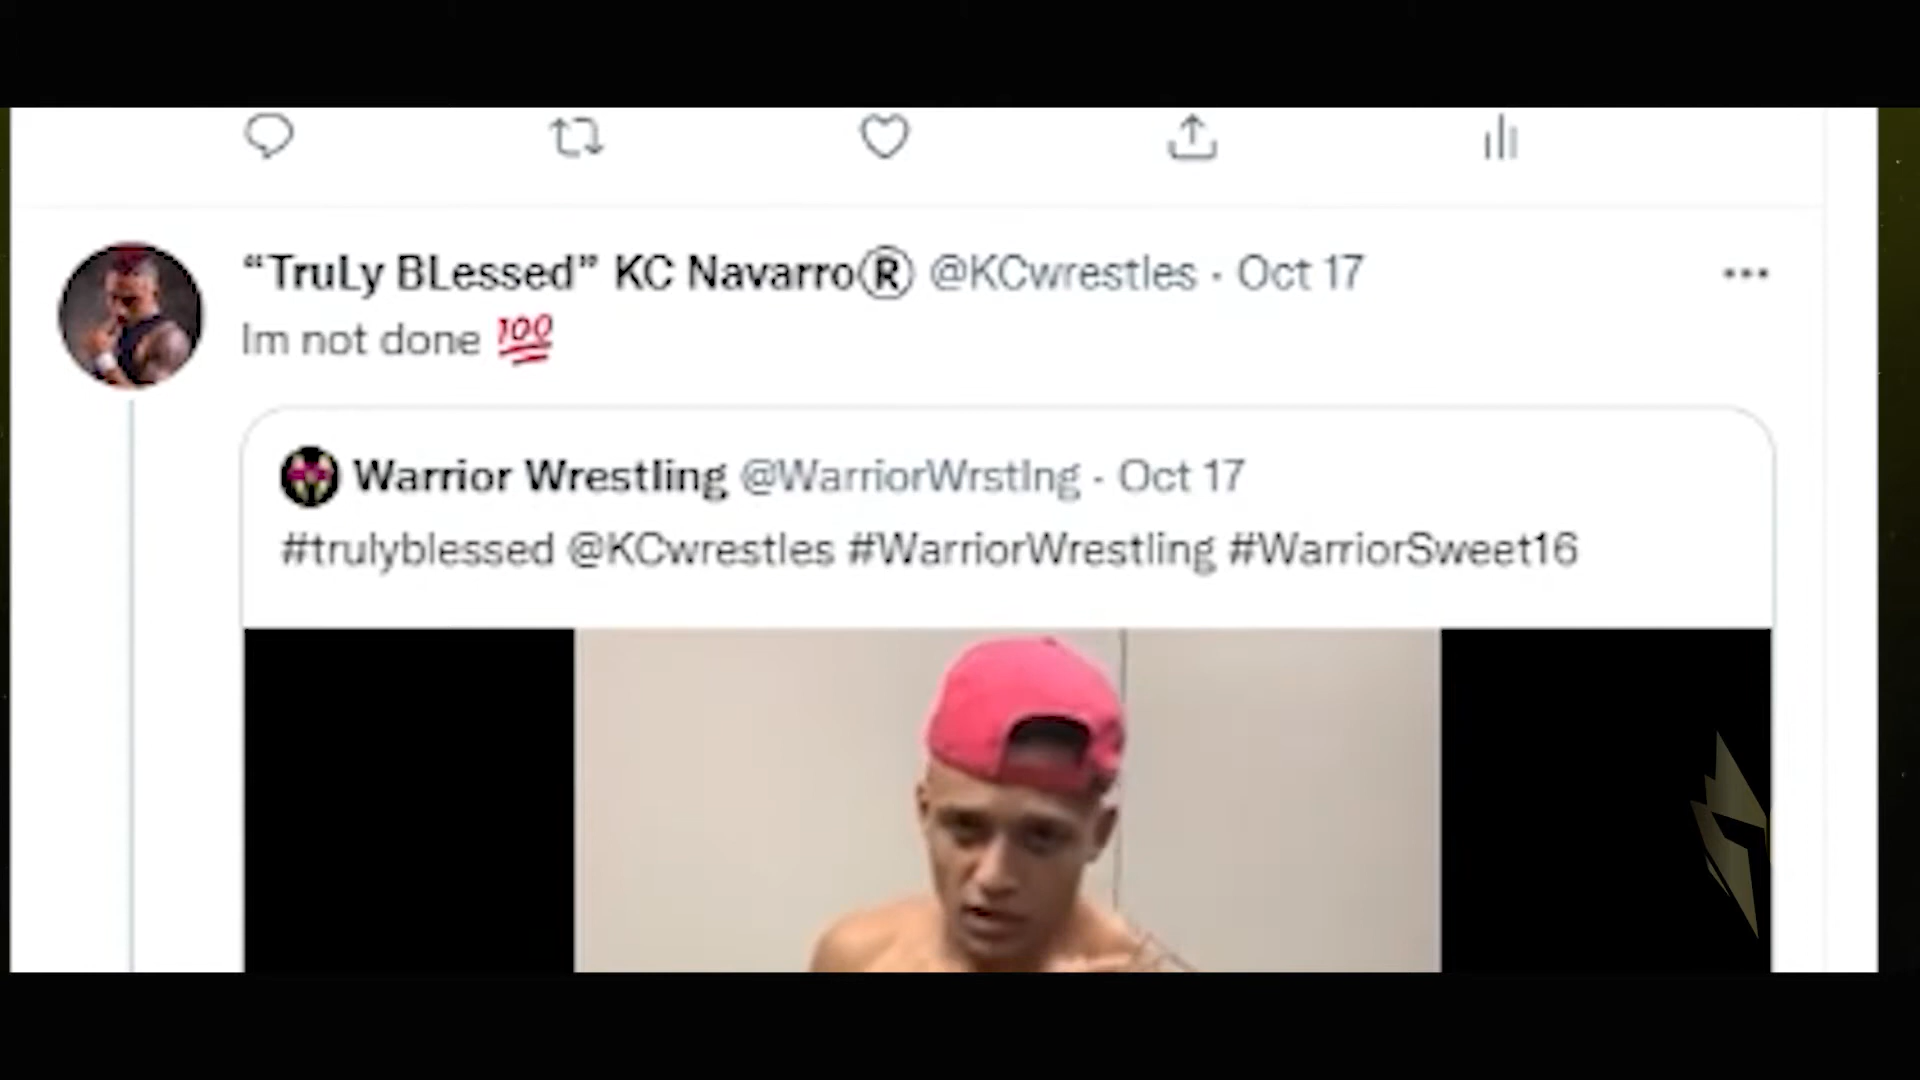 “TruLy BLessed” KC Navarro® @KCwrestles · Oct 17
Im not done 💯
Warrior Wrestling @WarriorWrstlng · Oct 17
#trulyblessed @KCwrestles #WarriorWrestling #WarriorSweet16